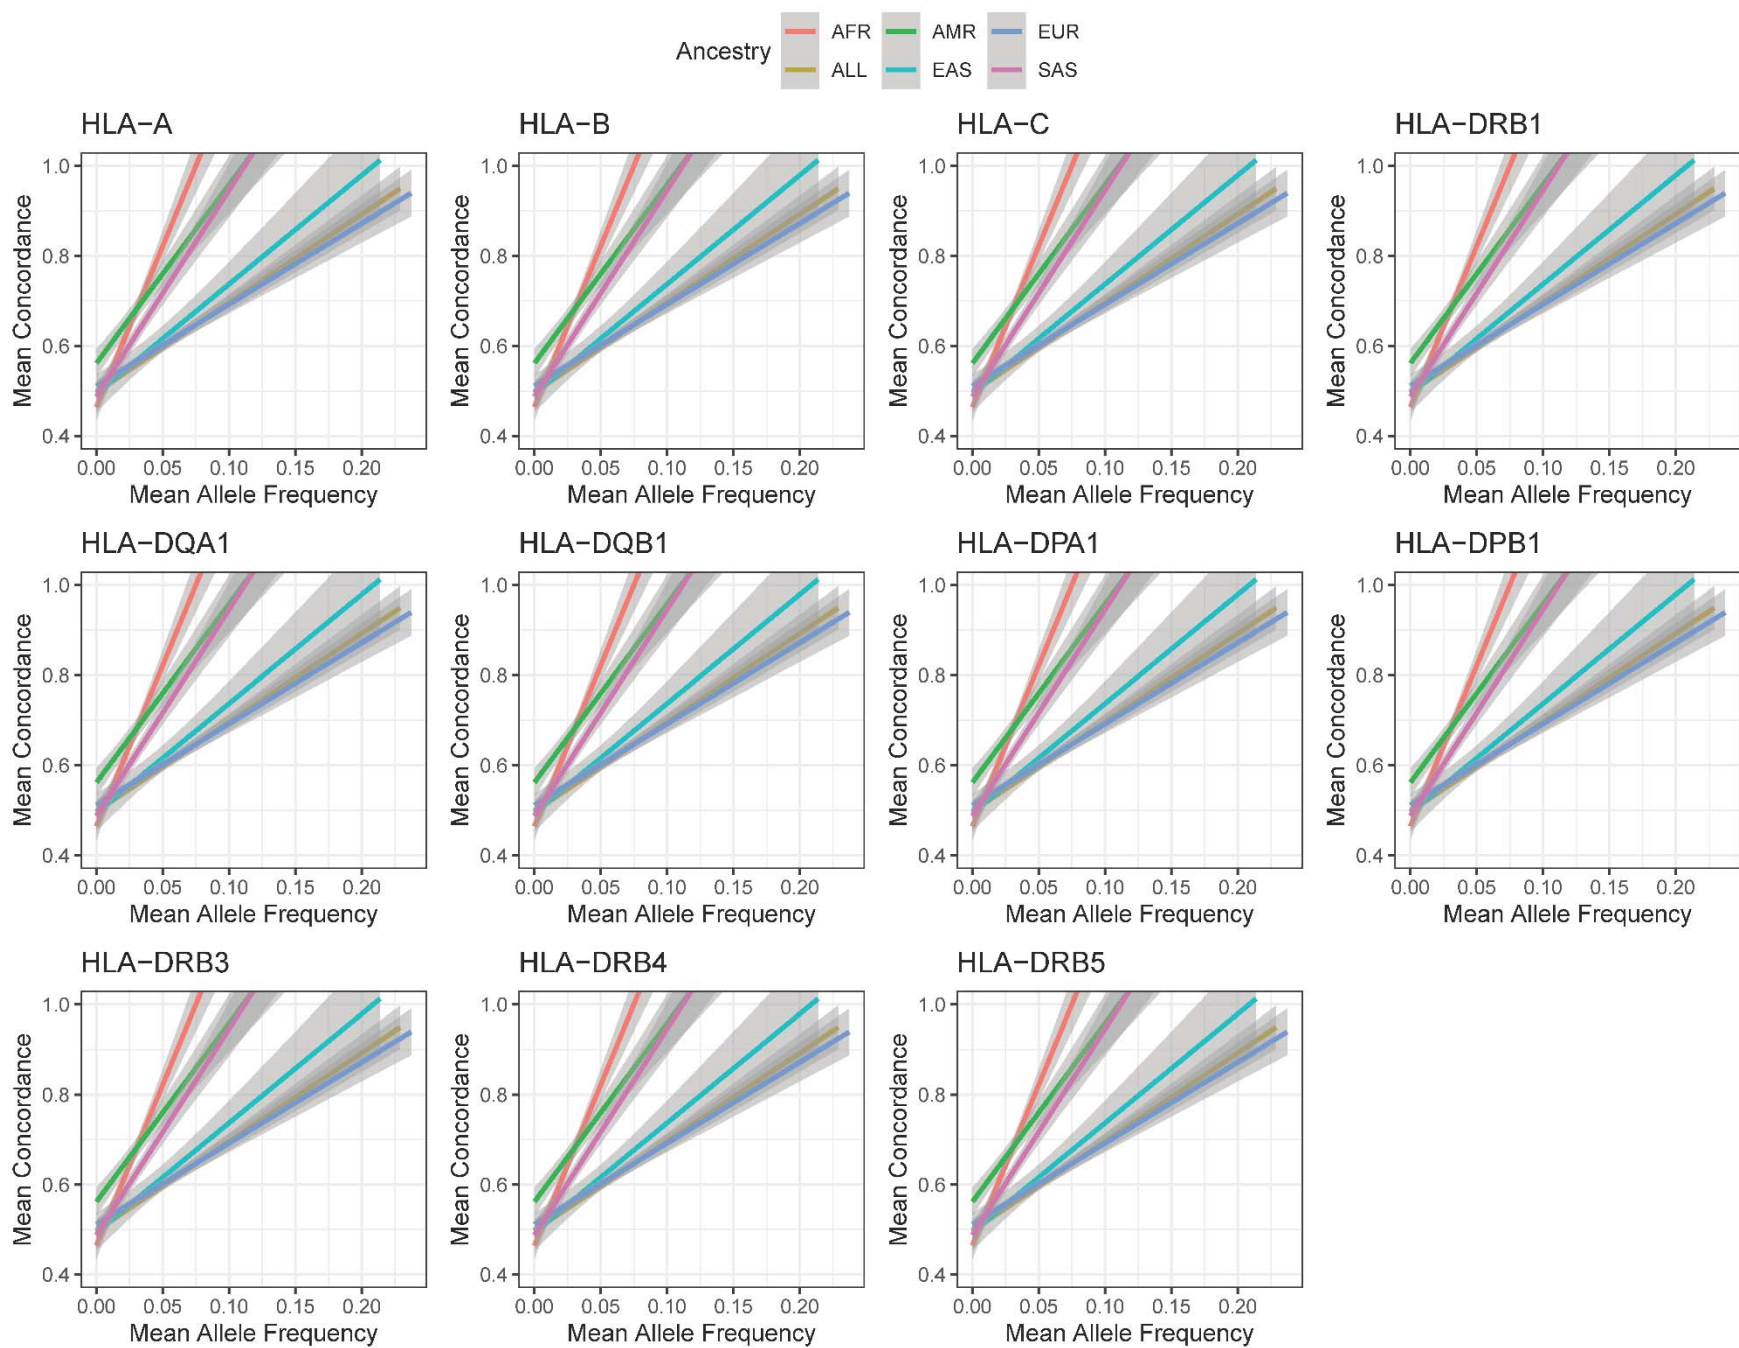 Ancestry
AFR AMR EUR
ALL EAS SAS
HLA−A HLA−B HLA−C HLA−DRB1
Mean Concordance Mean Concordance Mean Concordance Mean Concordance
1.0 1.0 1.0 1.0
0.8 0.8 0.8 0.8
0.6 0.6 0.6 0.6
0.4 0.4 0.4 0.4
0.00 0.05 0.10 0.15 0.20 0.00 0.05 0.10 0.15 0.20 0.00 0.05 0.10 0.15 0.20 0.00 0.05 0.10 0.15 0.20
Mean Allele Frequency Mean Allele Frequency Mean Allele Frequency Mean Allele Frequency
HLA−DQA1 HLA−DQB1 HLA−DPA1 HLA−DPB1
Mean Concordance Mean Concordance Mean Concordance Mean Concordance
1.0 1.0 1.0 1.0
0.8 0.8 0.8 0.8
0.6 0.6 0.6 0.6
0.4 0.4 0.4 0.4
0.00 0.05 0.10 0.15 0.20 0.00 0.05 0.10 0.15 0.20 0.00 0.05 0.10 0.15 0.20 0.00 0.05 0.10 0.15 0.20
Mean Allele Frequency Mean Allele Frequency Mean Allele Frequency Mean Allele Frequency
HLA−DRB3 HLA−DRB4 HLA−DRB5
Mean Concordance Mean Concordance Mean Concordance
1.0 1.0 1.0
0.8 0.8 0.8
0.6 0.6 0.6
0.4 0.4 0.4
0.00 0.05 0.10 0.15 0.20 0.00 0.05 0.10 0.15 0.20 0.00 0.05 0.10 0.15 0.20
Mean Allele Frequency Mean Allele Frequency Mean Allele Frequency